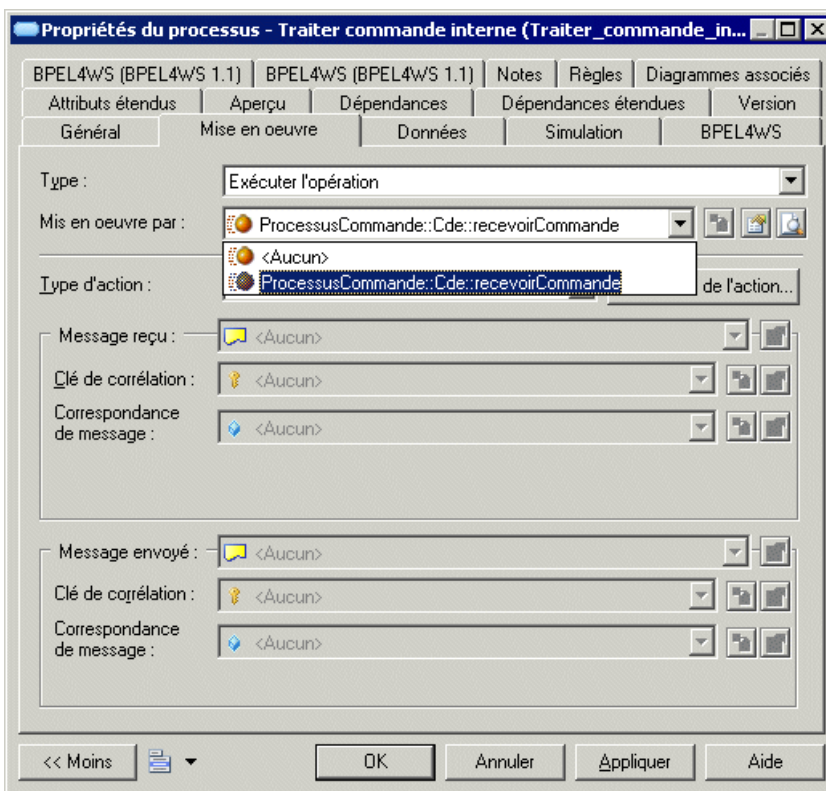 Propriétés du processus - Traiter commande interne (Traiter_commande_in...
BPEL4WS (BPEL4WS 1.1) BPEL4WS (BPEL4WS 1.1) Notes Règles Diagrammes associés
Attributs étendus Aperçu Dépendances Dépendances étendues Version
Général Mise en oeuvre Données Simulation BPEL4WS
Type : Exécuter l'opération
Mis en oeuvre par : ProcessusCommande::Cde::recevoirCommande
<Aucun>
Type d'action : ProcessusCommande::Cde::recevoirCommande de l'action...
Message reçu : <Aucun>
Clé de corrélation : <Aucun>
Correspondance
de message : <Aucun>
Message envoyé : <Aucun>
Clé de corrélation : <Aucun>
Correspondance
de message : <Aucun>
<< Moins OK Annuler Appliquer Aide